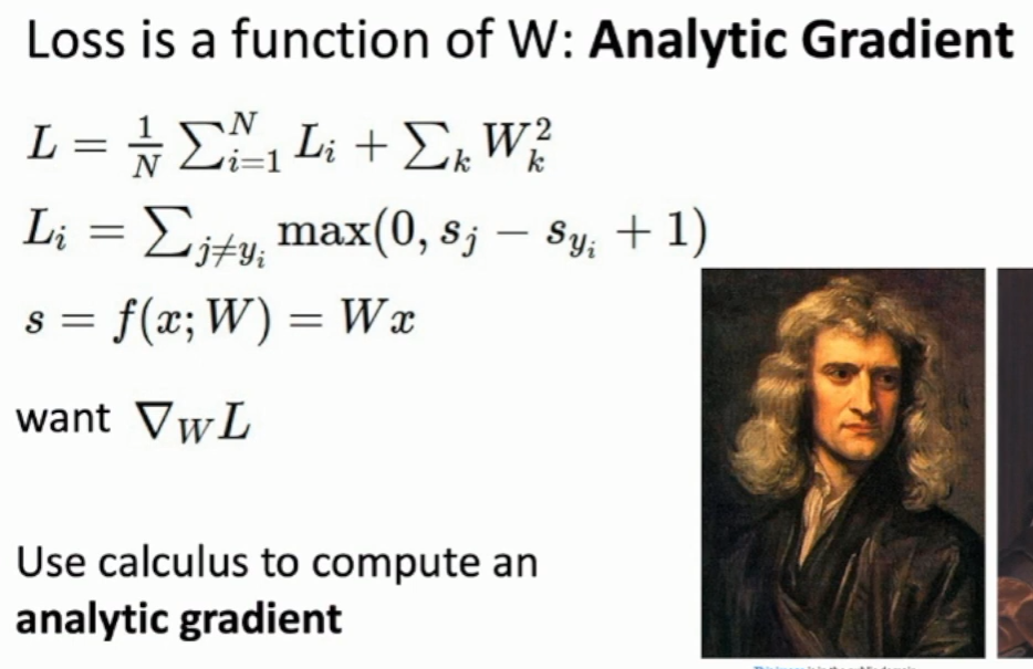 Loss is a function of W: Analytic Gradient
L = \frac{1}{N} \sum_{i=1}^{N} L_i + \sum_k W_k^2
L_i = \sum_{j \neq y_i} \max(0, s_j - s_{y_i} + 1)
s = f(x; W) = Wx
want \nabla_W L
Use calculus to compute an
analytic gradient